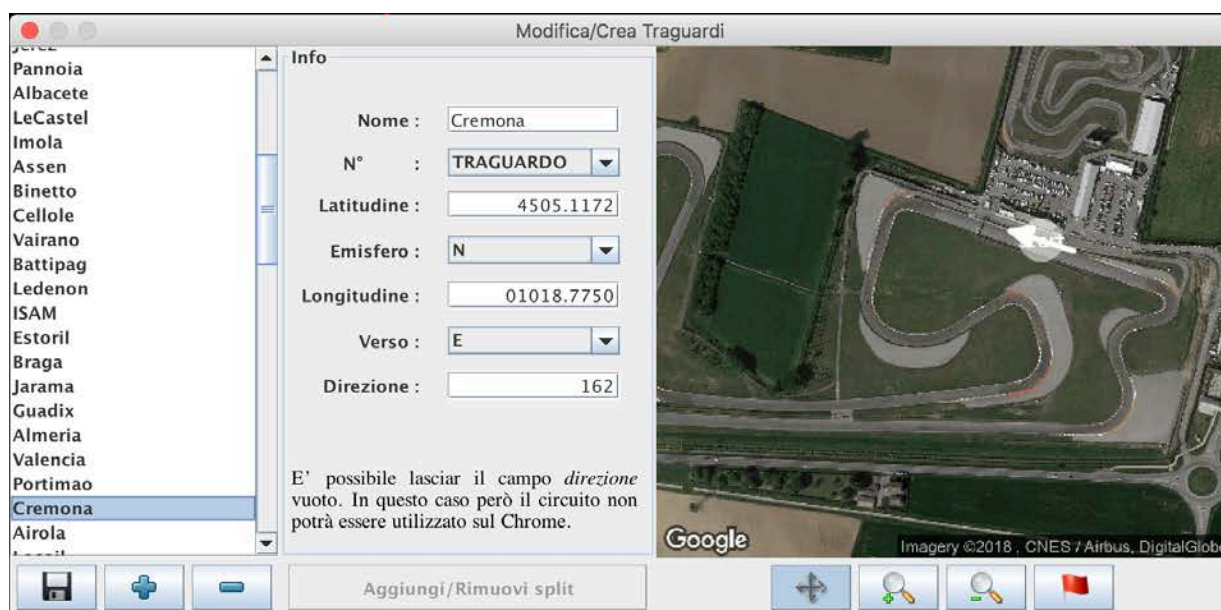 Modifica/Crea Traguardi
Jerez
Pannoia
Albacete
LeCastel
Imola
Assen
Binetto
Cellole
Vairano
Battipag
Ledenon
ISAM
Estoril
Braga
Jarama
Guadix
Almeria
Valencia
Portimao
Cremona
Airola
Info
Nome : Cremona
N° : TRAGUARDO
Latitudine : 4505.1172
Emisfero : N
Longitudine : 01018.7750
Verso : E
Direzione : 162
E' possibile lasciar il campo direzione
vuoto. In questo caso però il circuito non
potrà essere utilizzato sul Chrome.
Aggiungi/Rimuovi split
Google
Imagery ©2018 , CNES / Airbus, DigitalGlobe